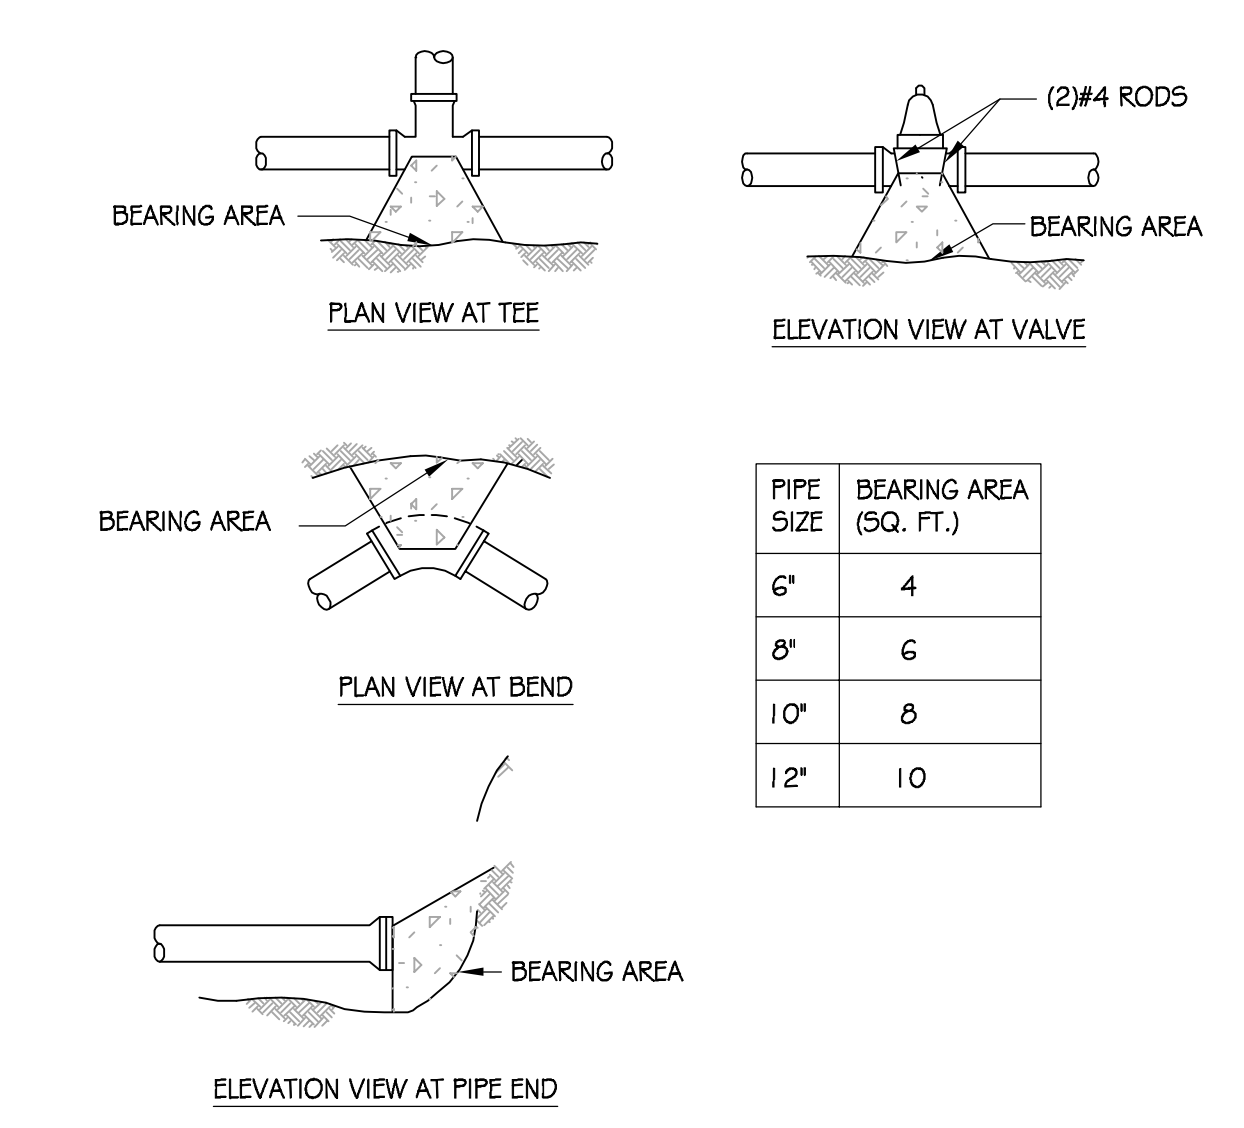 (2)#4 RODS
BEARING AREA
BEARING AREA
PLAN VIEW AT TEE
ELEVATION VIEW AT VALVE
BEARING AREA
PLAN VIEW AT BEND
PIPE SIZE
BEARING AREA (SQ. FT.)
6" 4
8" 6
10" 8
12" 10
BEARING AREA
ELEVATION VIEW AT PIPE END